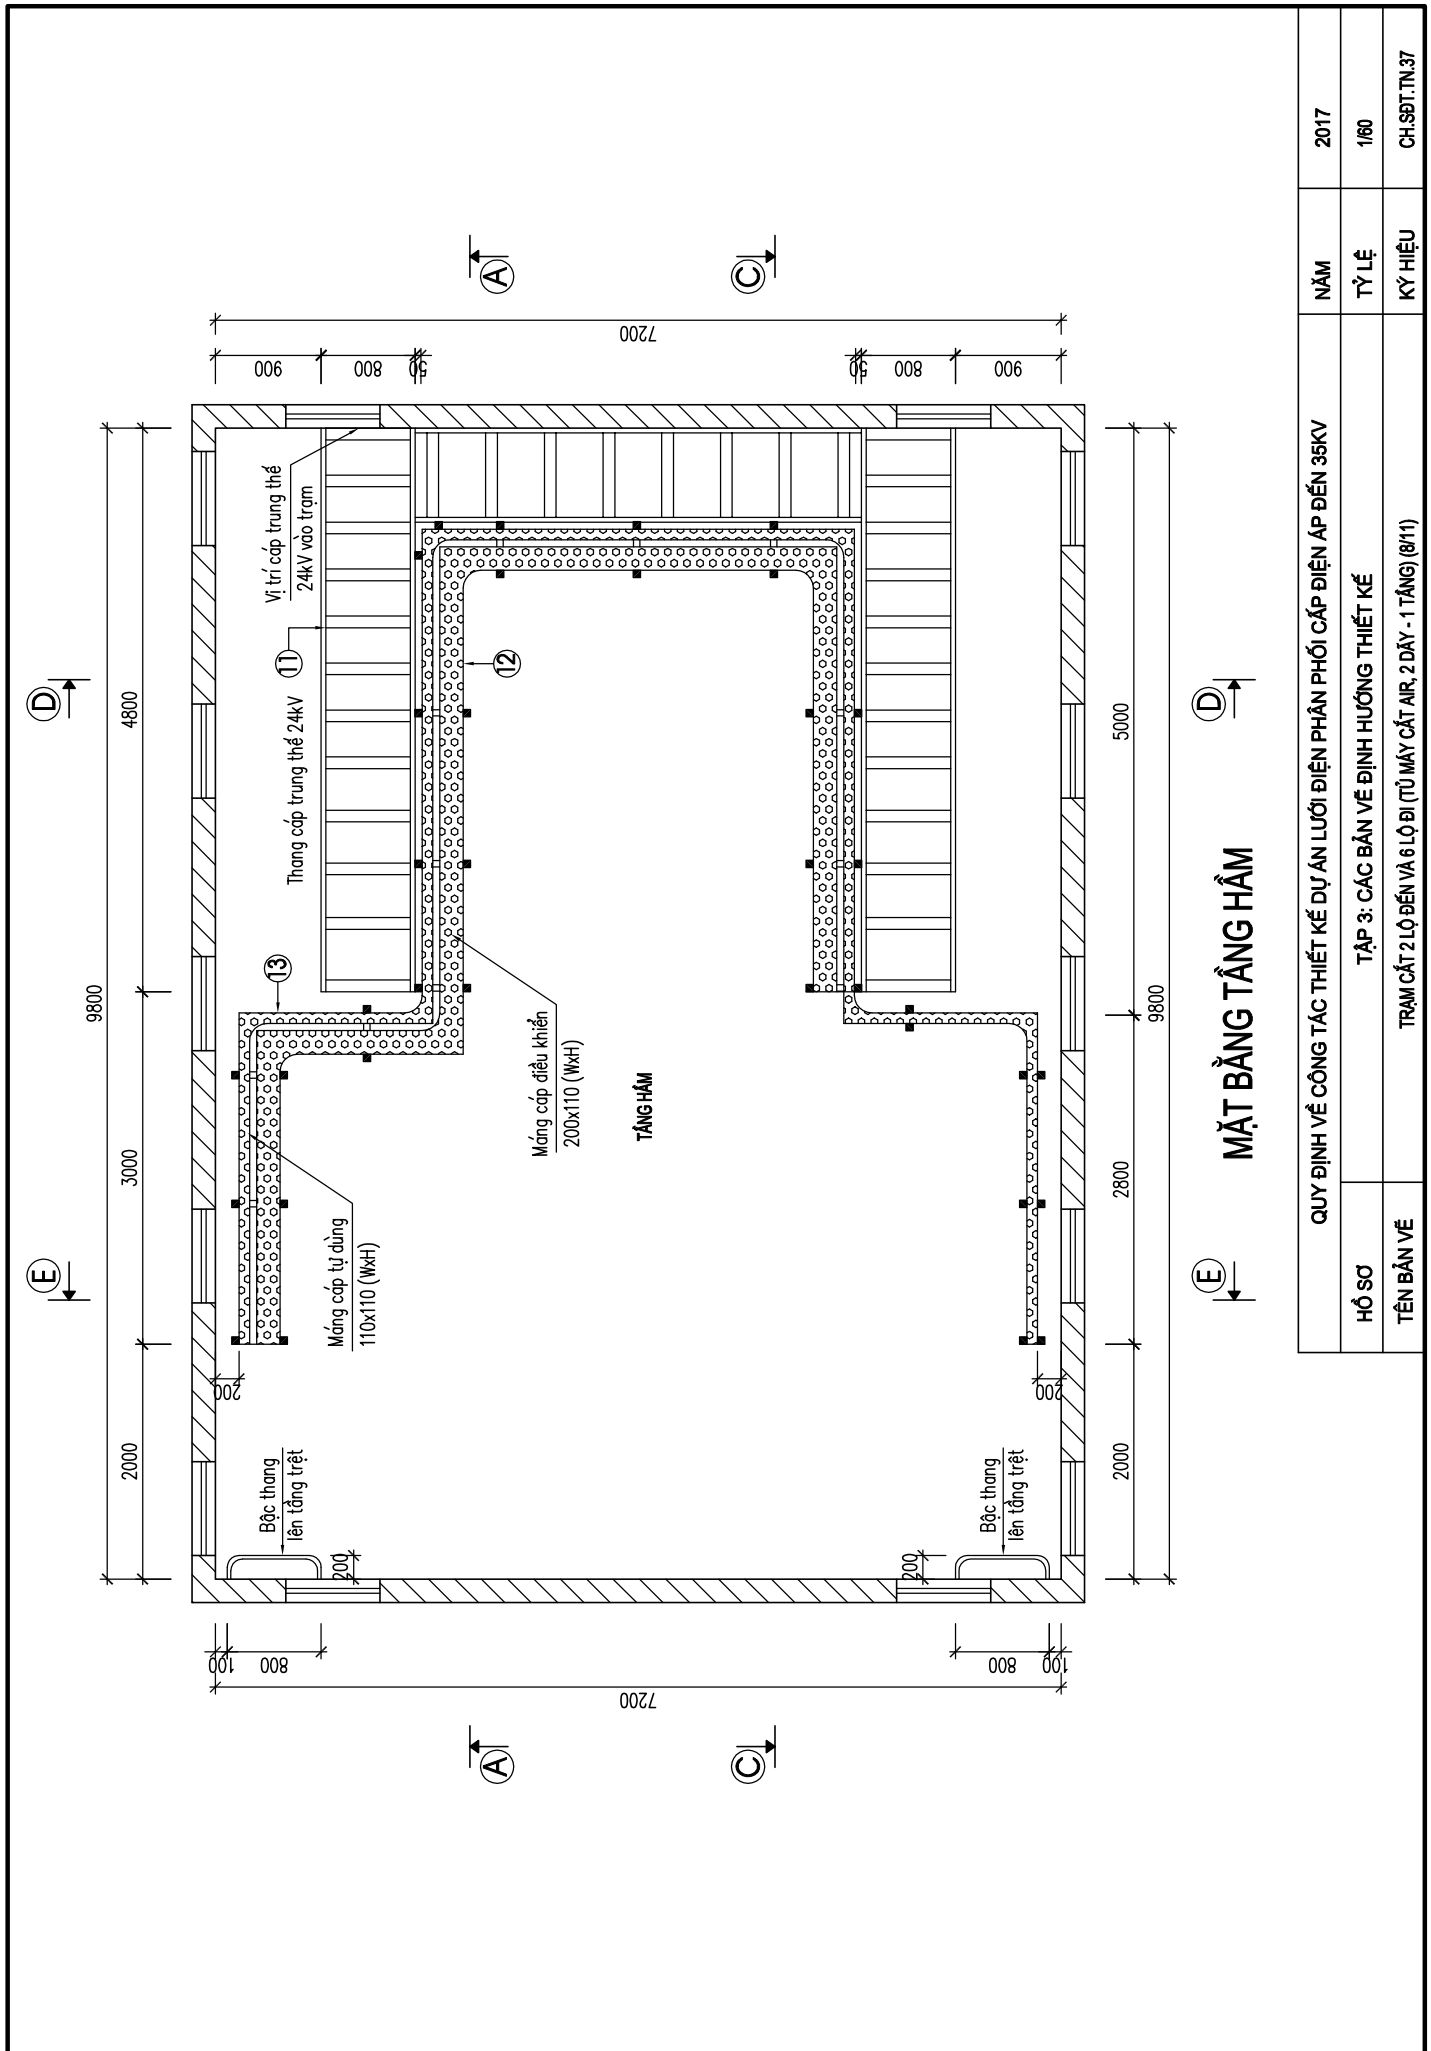 D
D
E
E
A
A
C
C
9800
2000
3000
4800
2000
2800
5000
9800
7200
900
800
50
50
800
900
7200
100
800
800
100
200
200
200
200
Vị trí cáp trung thế
24kV vào trạm
11
Thang cáp trung thế 24kV
12
13
Máng cáp điều khiển
200x110 (WxH)
Máng cáp tự dùng
110x110 (WxH)
TẦNG HẦM
Bậc thang
lên tầng trệt
Bậc thang
lên tầng trệt
MẶT BẰNG TẦNG HẦM
QUY ĐỊNH VỀ CÔNG TÁC THIẾT KẾ DỰ ÁN LƯỚI ĐIỆN PHÂN PHỐI CẤP ĐIỆN ÁP ĐẾN 35KV
NĂM
2017
HỒ SƠ
TẬP 3: CÁC BẢN VẼ ĐỊNH HƯỚNG THIẾT KẾ
TỶ LỆ
1/60
TÊN BẢN VẼ
TRẠM CẮT 2 LỘ ĐẾN VÀ 6 LỘ ĐI (TỦ MÁY CẮT AIR, 2 DÃY - 1 TẦNG) (8/11)
KÝ HIỆU
CH.SĐT.TN.37